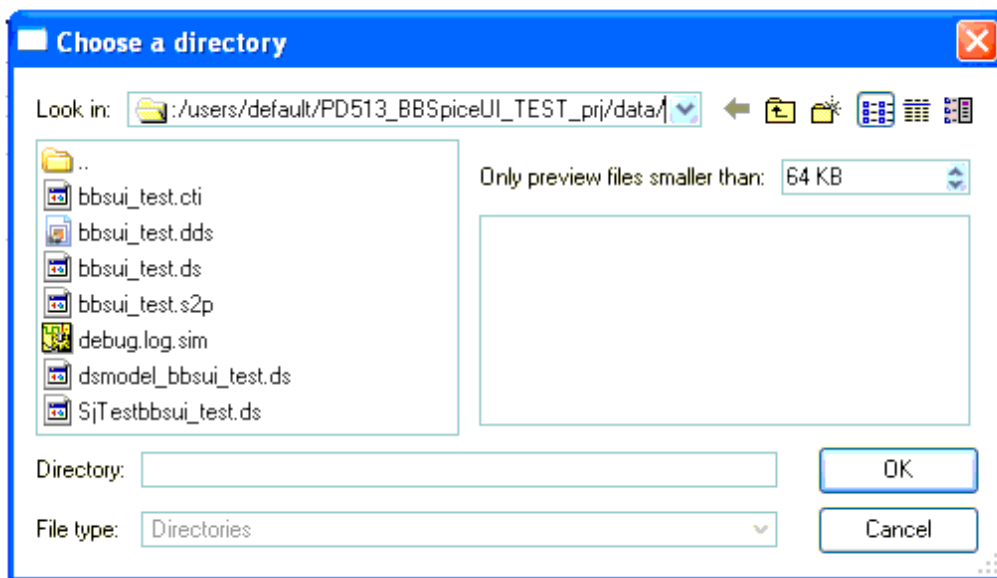 Choose a directory
Look in: :/users/default/PD513_BBSpiceUI_TEST_prj/data/
..
bbsui_test.cti
bbsui_test.dds
bbsui_test.ds
bbsui_test.s2p
debug.log.sim
dsmodel_bbsui_test.ds
SjTestbbsui_test.ds
Only preview files smaller than: 64 KB
Directory:
OK
File type: Directories
Cancel